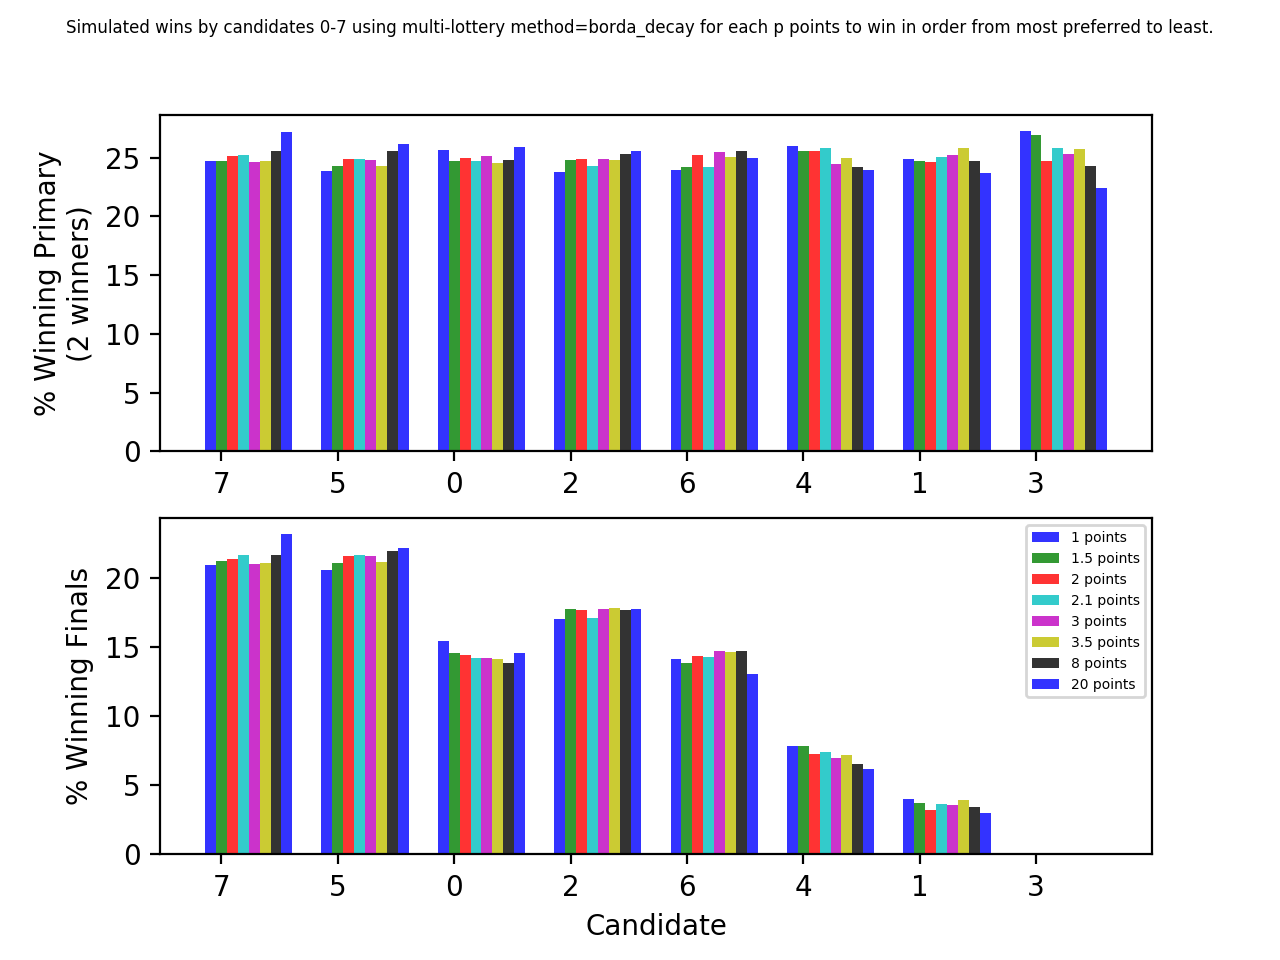 Simulated wins by candidates 0-7 using multi-lottery method=borda_decay for each p points to win in order from most preferred to least.
% Winning Primary
(2 winners)
25
20
15
10
5
0
7 5 0 2 6 4 1 3
% Winning Finals
20
15
10
5
0
1 points
1.5 points
2 points
2.1 points
3 points
3.5 points
8 points
20 points
7 5 0 2 6 4 1 3
Candidate